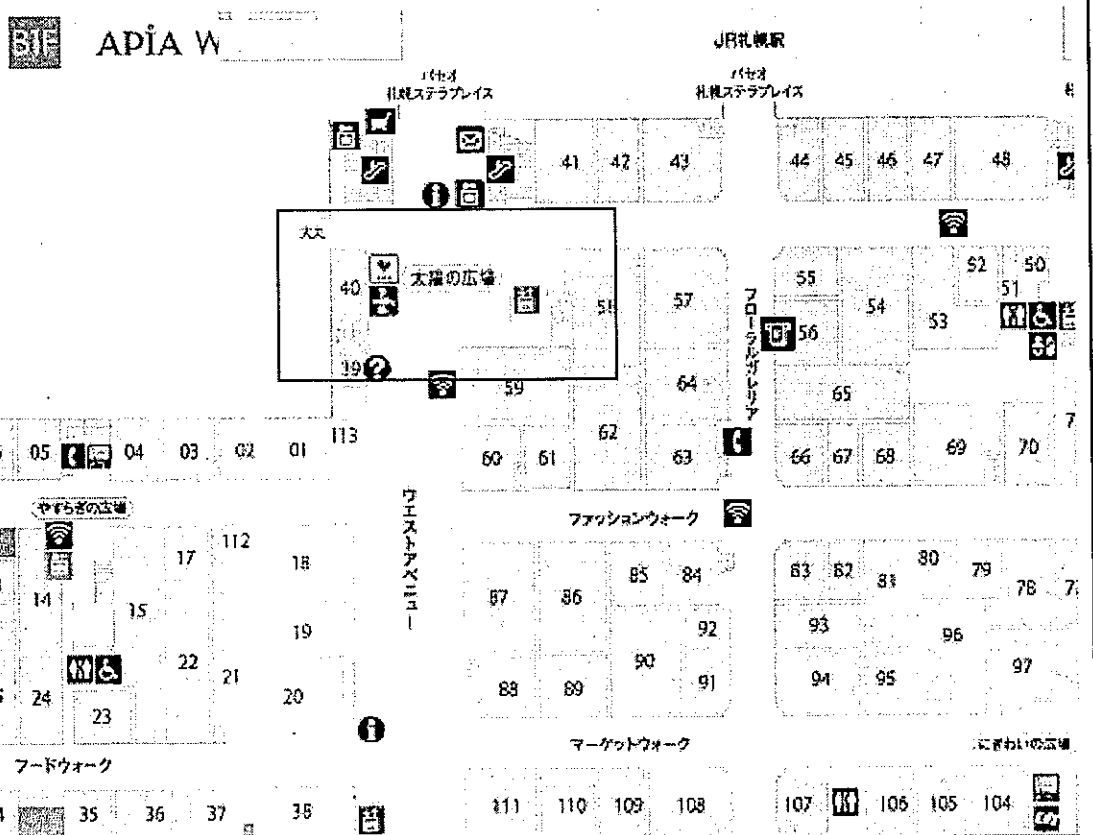 B1F APiA W
JR札幌駅
パセオ
札幌ステラプレイス
パセオ
札幌ステラプレイス
41 42 43 44 45 46 47 48
大丸
40 太陽の広場
57 55 54 52 50
51
56 53
フローラルガレリア
39 59 64 65
05 04 03 02 01 113
60 61 62 63 66 67 68 69 70
やすらぎの広場
ウエストアベニュー
ファッションウォーク
17 112 18
14 15 19
22 21 20
24 23
87 86 85 84 83 82 81 80 79 78
92 93 96
90 97
88 89 91 94 95
フードウォーク
マーケットウォーク
にぎわいの広場
35 36 37 38
111 110 109 108 107 106 105 104